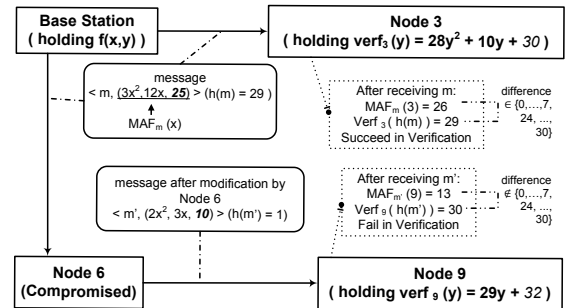 Base Station
( holding f(x,y) )
Node 3
( holding verf₃ (y) = 28y² + 10y + 30 )
message
< m, (3x²,12x, 25) > (h(m) = 29 )
MAFₘ (x)
After receiving m:
MAFₘ (3) = 26
Verf ₃ ( h(m) ) = 29
Succeed in Verification
difference
∈ {0,…,7,
24, ...,
30}
message after modification by
Node 6
< m', (2x², 3x, 10) > (h(m') = 1)
After receiving m':
MAFₘ' (9) = 13
Verf ₉ ( h(m') ) = 30
Fail in Verification
difference
∉ {0,…,7,
24, ...,
30}
Node 6
(Compromised)
Node 9
( holding verf ₉ (y) = 29y + 32 )